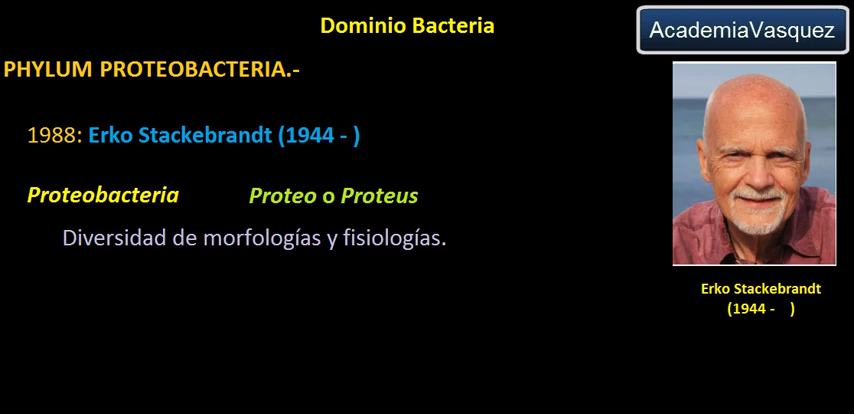 Dominio Bacteria
AcademiaVasquez
PHYLUM PROTEOBACTERIA.-
1988: Erko Stackebrandt (1944 - )
Proteobacteria Proteo o Proteus
Diversidad de morfologías y fisiologías.
Erko Stackebrandt
(1944 - )